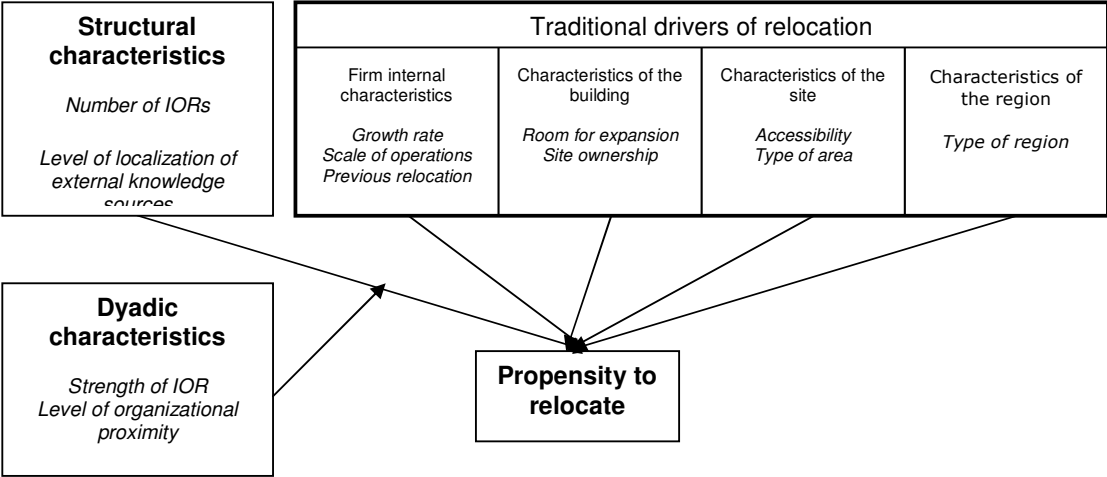 Structural
characteristics
Number of IORs
Level of localization of
external knowledge
sources
Traditional drivers of relocation
Firm internal
characteristics
Growth rate
Scale of operations
Previous relocation
Characteristics of the
building
Room for expansion
Site ownership
Characteristics of the
site
Accessibility
Type of area
Characteristics of
the region
Type of region
Dyadic
characteristics
Strength of IOR
Level of organizational
proximity
Propensity to
relocate